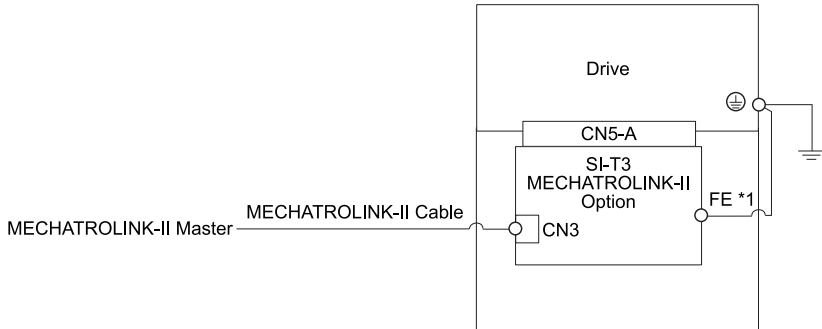 Drive
CN5-A
SI-T3
MECHATROLINK-II
Option
FE *1
MECHATROLINK-II Cable
MECHATROLINK-II Master
CN3